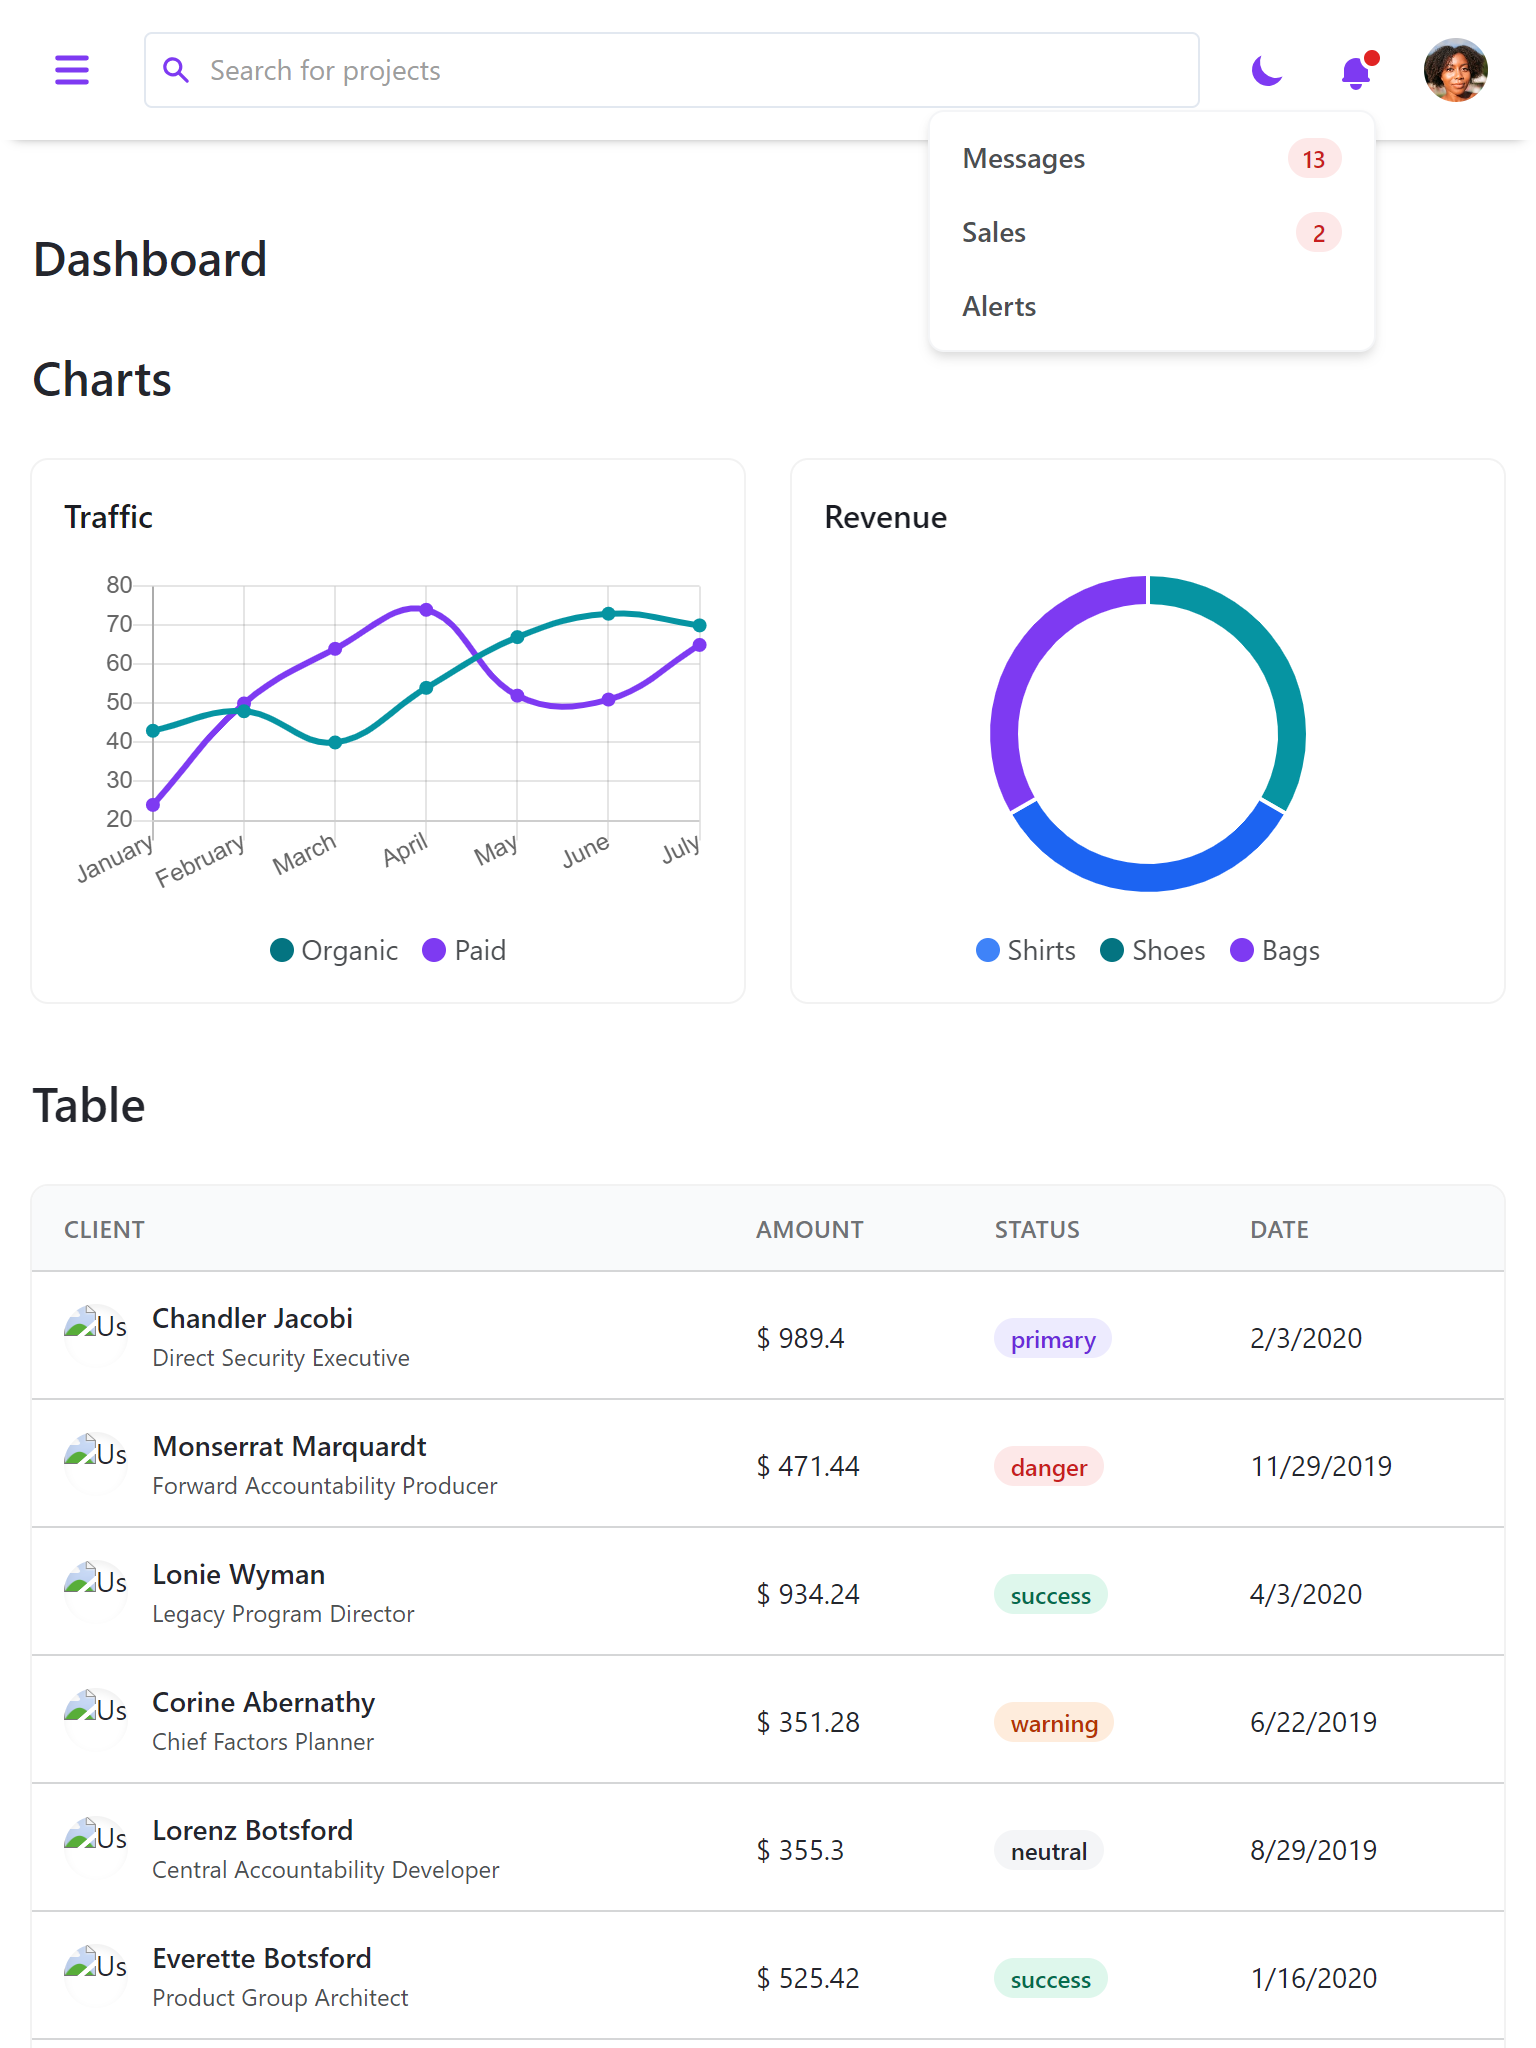 Search for projects
Messages 13
Sales 2
Alerts
Dashboard
Charts
Traffic
80
70
60
50
40
30
20
January February March April May June July
Organic Paid
Revenue
Shirts Shoes Bags
Table
CLIENT AMOUNT STATUS DATE
Us Chandler Jacobi
Direct Security Executive
$ 989.4 primary 2/3/2020
Us Monserrat Marquardt
Forward Accountability Producer
$ 471.44 danger 11/29/2019
Us Lonie Wyman
Legacy Program Director
$ 934.24 success 4/3/2020
Us Corine Abernathy
Chief Factors Planner
$ 351.28 warning 6/22/2019
Us Lorenz Botsford
Central Accountability Developer
$ 355.3 neutral 8/29/2019
Us Everette Botsford
Product Group Architect
$ 525.42 success 1/16/2020